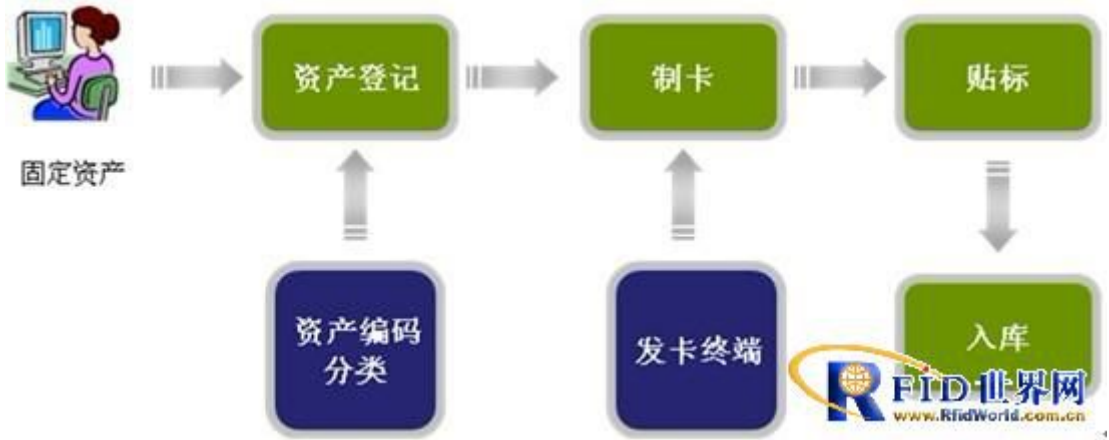 资产登记
制卡
贴标
固定资产
资产编码
分类
发卡终端
入库
RFID世界网
www.RfidWorld.com.cn